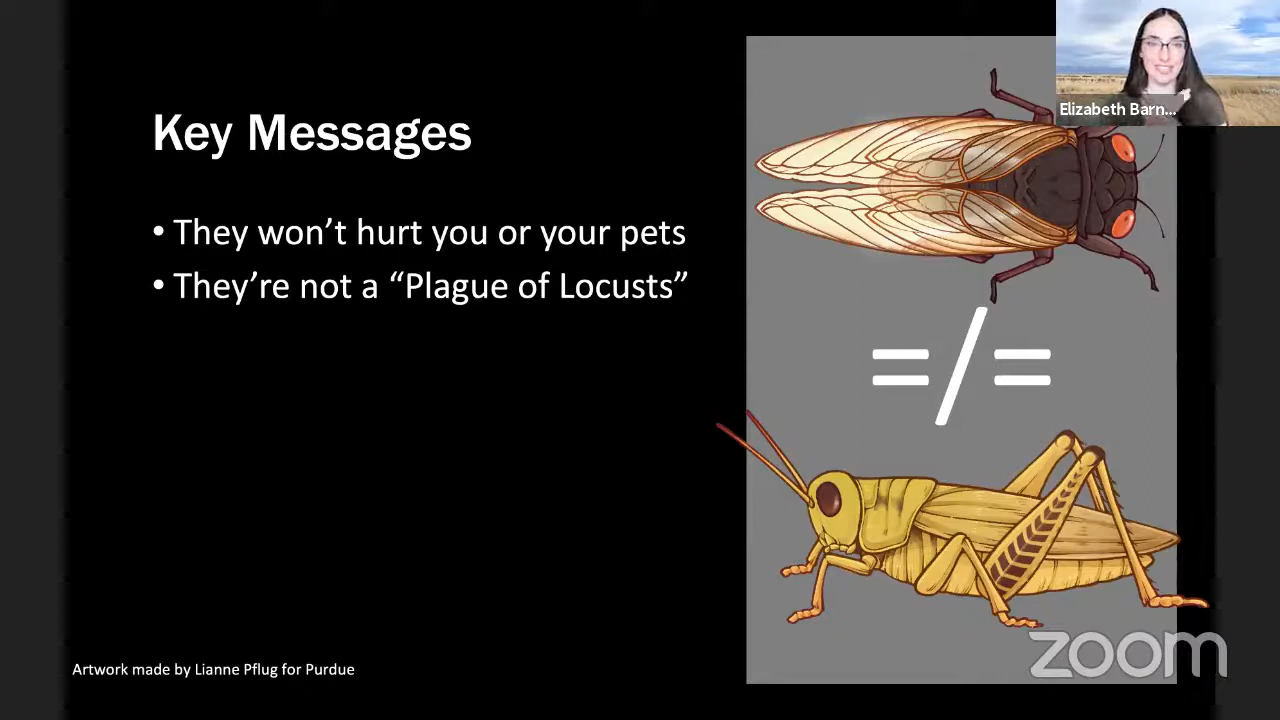 Elizabeth Barn...
Key Messages
• They won’t hurt you or your pets
• They’re not a “Plague of Locusts”
=/=
Artwork made by Lianne Pflug for Purdue
zoom